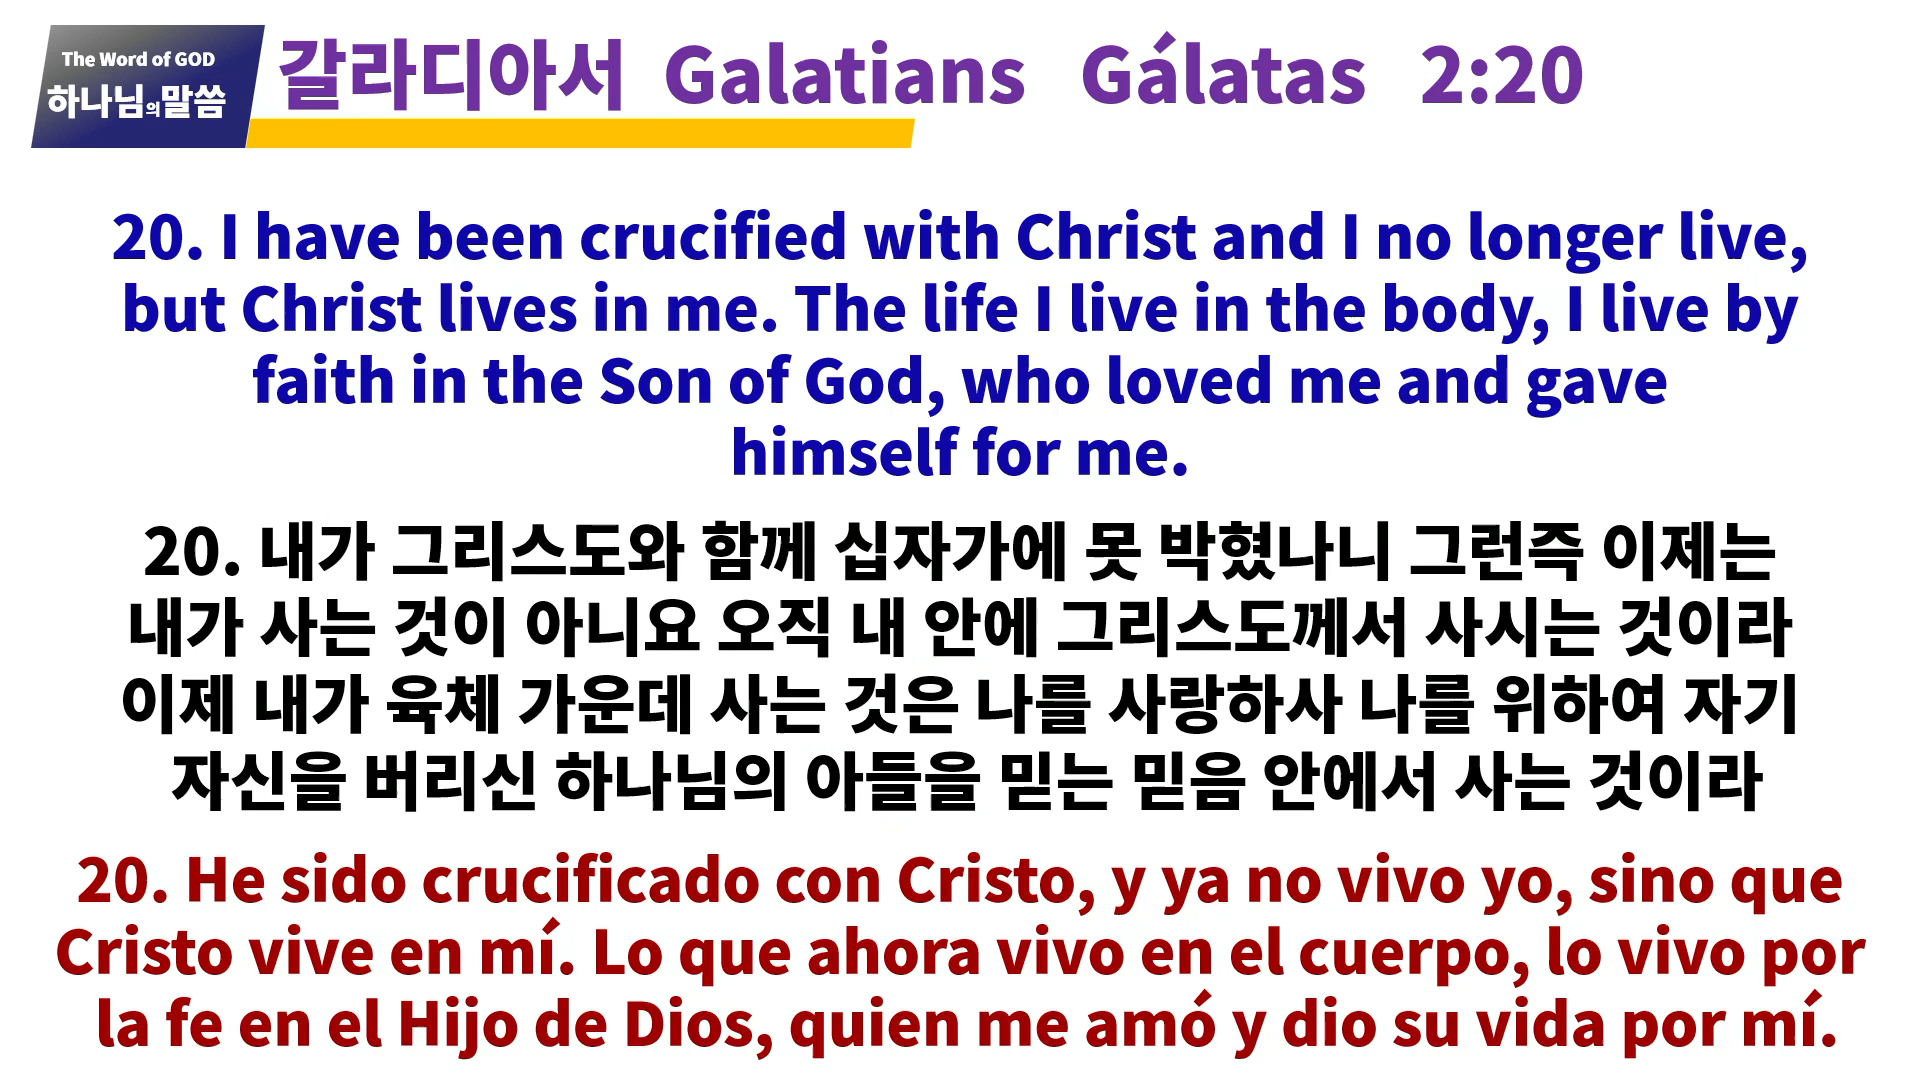 The Word of GOD
하나님의말씀
갈라디아서 Galatians Gálatas 2:20
20. I have been crucified with Christ and I no longer live,
but Christ lives in me. The life I live in the body, I live by
faith in the Son of God, who loved me and gave
himself for me.
20. 내가 그리스도와 함께 십자가에 못 박혔나니 그런즉 이제는
내가 사는 것이 아니요 오직 내 안에 그리스도께서 사시는 것이라
이제 내가 육체 가운데 사는 것은 나를 사랑하사 나를 위하여 자기
자신을 버리신 하나님의 아들을 믿는 믿음 안에서 사는 것이라
20. He sido crucificado con Cristo, y ya no vivo yo, sino que
Cristo vive en mí. Lo que ahora vivo en el cuerpo, lo vivo por
la fe en el Hijo de Dios, quien me amó y dio su vida por mí.